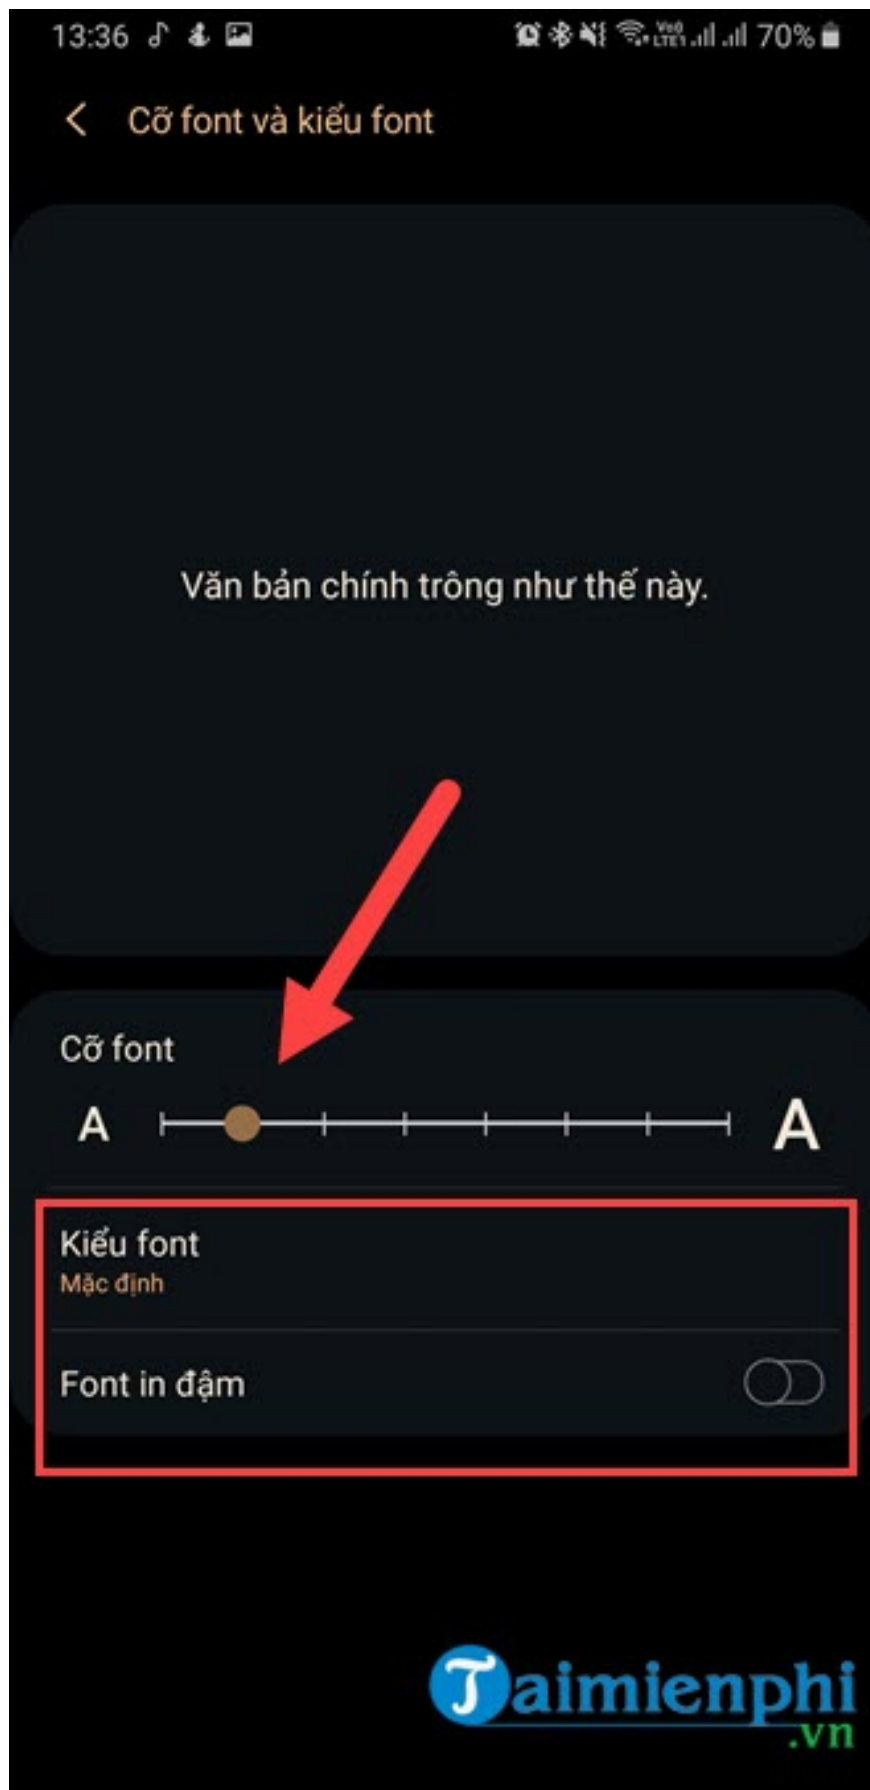 13:36 70%
Cỡ font và kiểu font
Văn bản chính trông như thế này.
Cỡ font
A A
Kiểu font
Mặc định
Font in đậm
Taimienphi
.vn